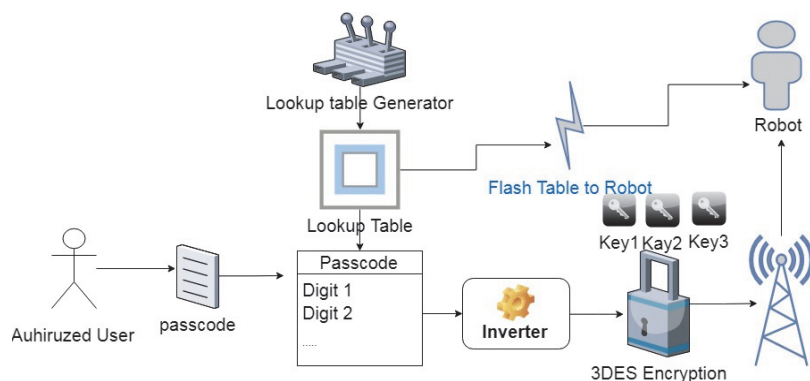 Lookup table Generator
Robot
Flash Table to Robot
Lookup Table
Key1 Kay2 Key3
Passcode
Digit 1
Digit 2
.....
Auhiruzed User
passcode
Inverter
3DES Encryption